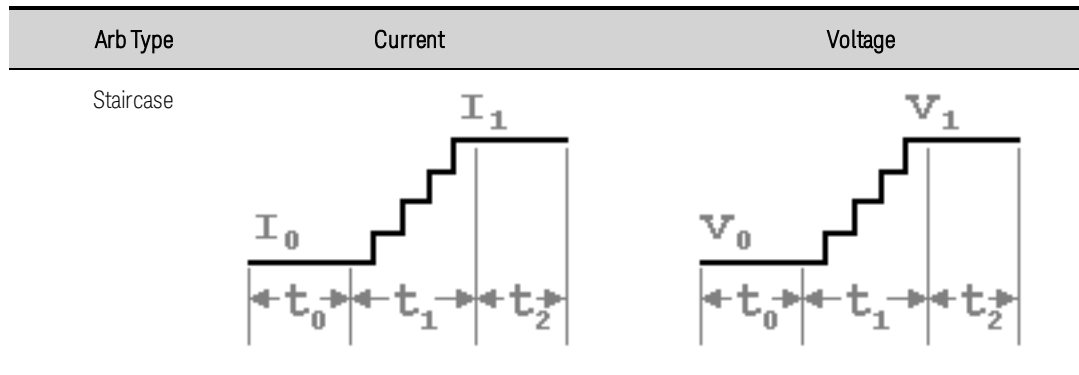 Arb Type Current Voltage
Staircase
I₁ V₁
I₀ V₀
t₀ t₁ t₂ t₀ t₁ t₂